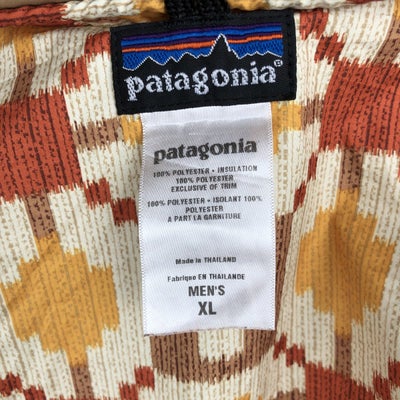 patagonia®
patagonia®
100% POLYESTER • INSULATION
100% POLYESTER
EXCLUSIVE OF TRIM
100% POLYESTER • ISOLANT 100%
POLYESTER
A PART LA GARNITURE
Made in THAILAND
Fabrique EN THAILANDE
MEN'S
XL